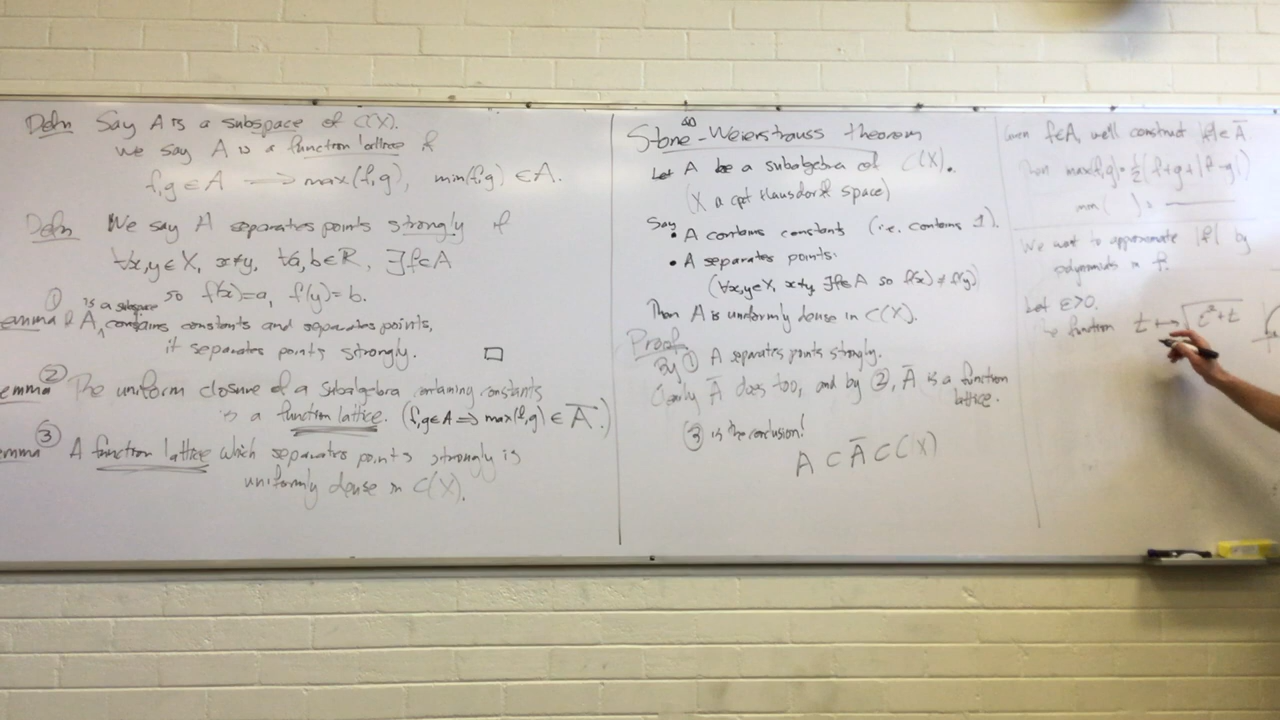 Defn Say A is a subspace of C(X).
we say A is a function lattice if
f,g ∈ A ⟹ max(f,g), min(f,g) ∈ A.
Defn We say A separates points strongly if
∀x,y ∈ X, x≠y, ∀a,b ∈ R, ∃f∈A
so f(x)=a, f(y)=b.
① is a subspace
emma If A, contains constants and separates points,
it separates points strongly. □
emma ② The uniform closure of a subalgebra containing constants
is a function lattice. (f,g∈A ⟹ max(f,g) ∈ A̅.)
mma ③ A function lattice which separates points strongly is
uniformly dense in C(X).
Stone-Weierstrauss theorem
Let A be a subalgebra of C(X).
(X a cpt Hausdorff space)
Say
• A contains constants (i.e. contains 1).
• A separates points.
(∀x,y∈X, x≠y ∃f∈A so f(x) ≠ f(y))
Then A is uniformly dense in C(X).
Proof
By ① A separates points strongly.
Clearly A̅ does too, and by ②, A̅ is a function
lattice.
③ is the conclusion!
A ⊂ A̅ ⊂ C(X)
Given f∈A, we'll construct |f| ∈ A̅.
Then max(f,g) = ½(f+g+|f-g|)
min( ) =
We want to approximate |f| by
polynomials in f.
Let ε>0.
function t ↦ √t²+t